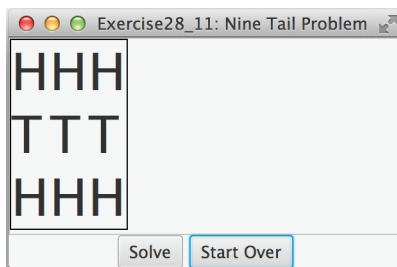 Exercise28_11: Nine Tail Problem
HHH
TTT
HHH
Solve Start Over